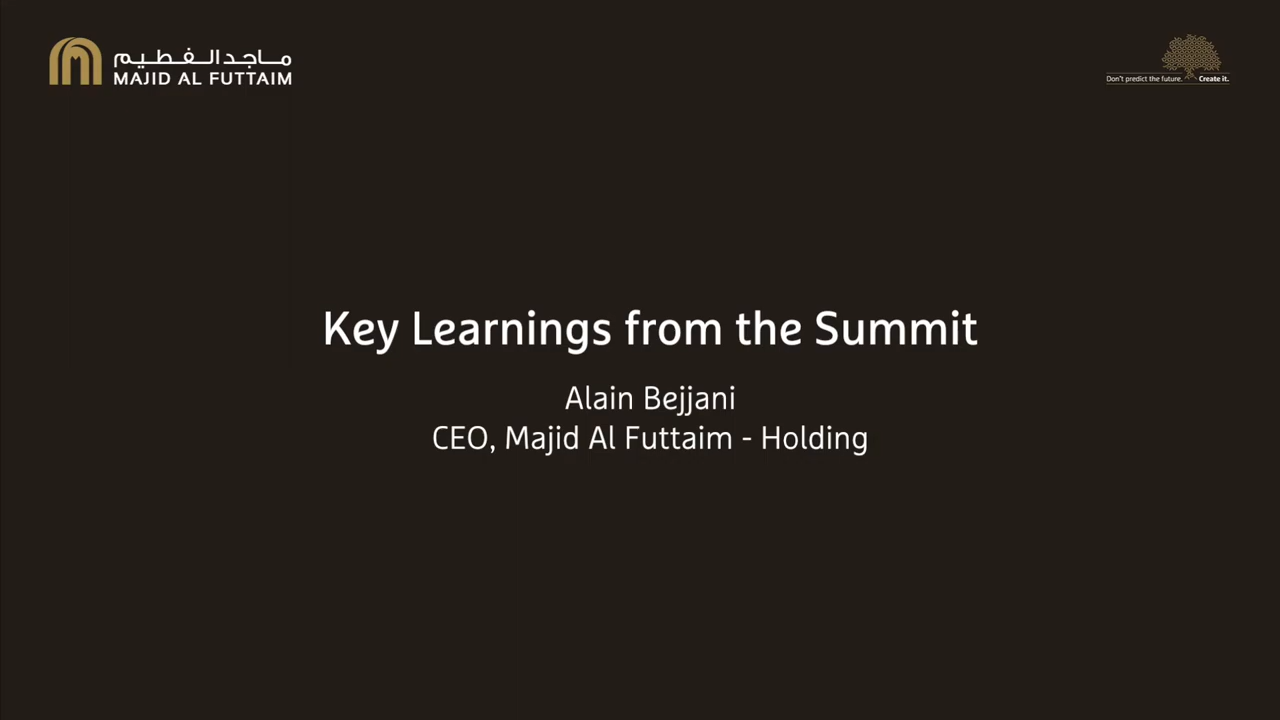 ماجد الفطيم
MAJID AL FUTTAIM
Don't predict the future. Create it.
Key Learnings from the Summit
Alain Bejjani
CEO, Majid Al Futtaim - Holding